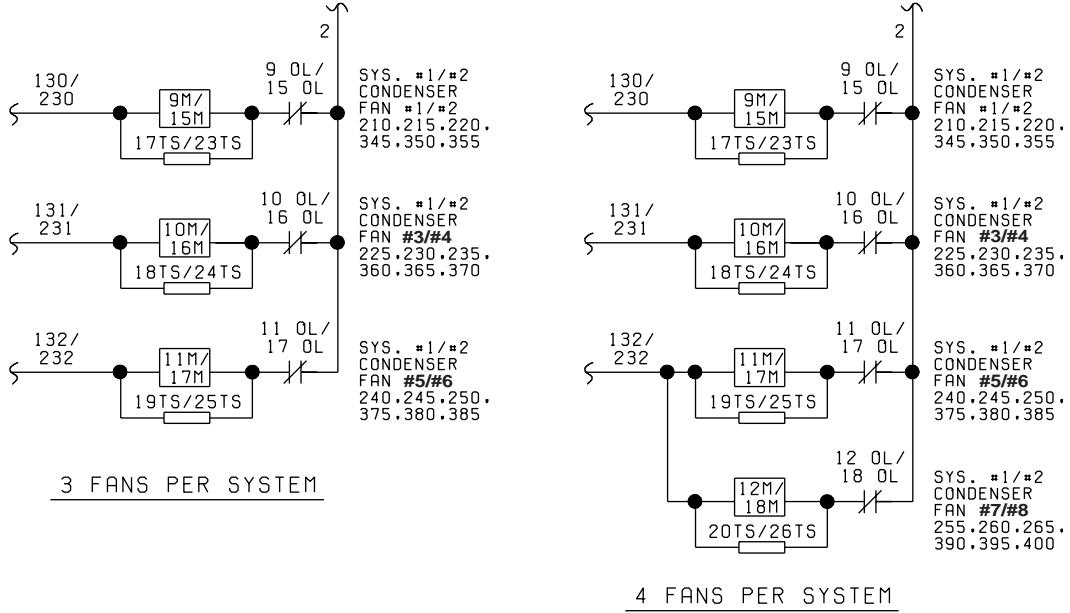 2
130/
230
9M/
15M
17TS/23TS
9 OL/
15 OL
SYS. #1/#2
CONDENSER
FAN #1/#2
210,215,220,
345,350,355
131/
231
10M/
16M
18TS/24TS
10 OL/
16 OL
SYS. #1/#2
CONDENSER
FAN #3/#4
225,230,235,
360,365,370
132/
232
11M/
17M
19TS/25TS
11 OL/
17 OL
SYS. #1/#2
CONDENSER
FAN #5/#6
240,245,250,
375,380,385
3 FANS PER SYSTEM
2
130/
230
9M/
15M
17TS/23TS
9 OL/
15 OL
SYS. #1/#2
CONDENSER
FAN #1/#2
210,215,220,
345,350,355
131/
231
10M/
16M
18TS/24TS
10 OL/
16 OL
SYS. #1/#2
CONDENSER
FAN #3/#4
225,230,235,
360,365,370
132/
232
11M/
17M
19TS/25TS
11 OL/
17 OL
SYS. #1/#2
CONDENSER
FAN #5/#6
240,245,250,
375,380,385
12M/
18M
20TS/26TS
12 OL/
18 OL
SYS. #1/#2
CONDENSER
FAN #7/#8
255,260,265,
390,395,400
4 FANS PER SYSTEM